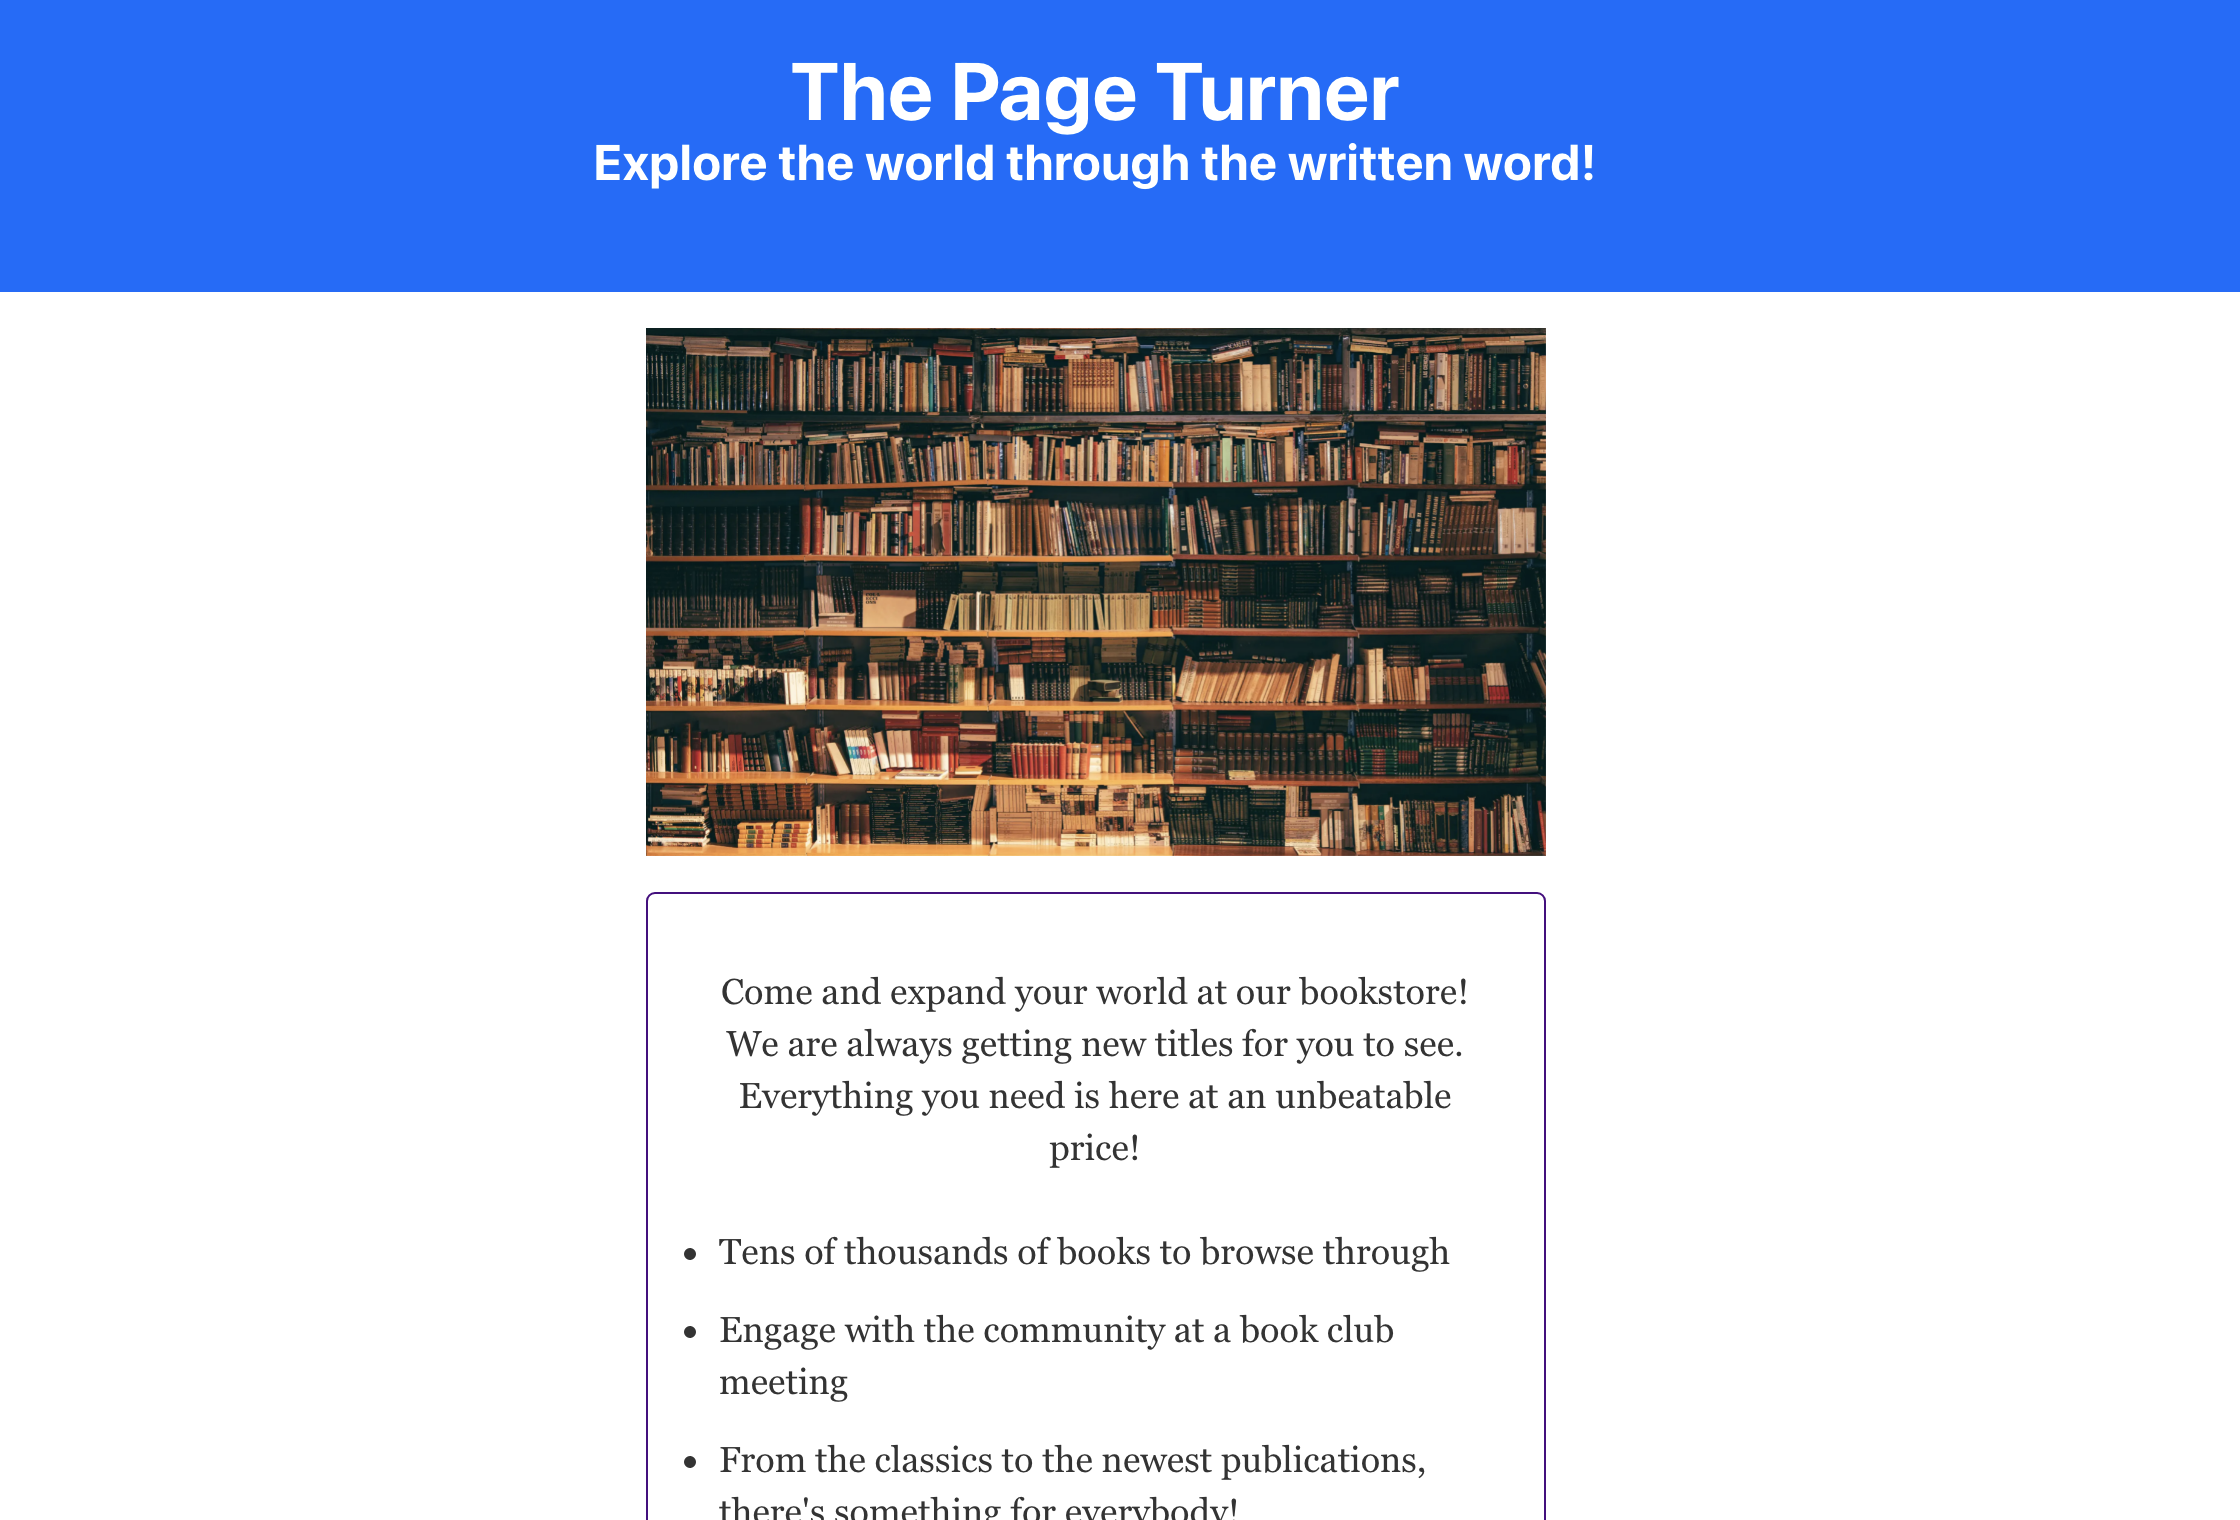 The Page Turner
Explore the world through the written word!
Come and expand your world at our bookstore!
We are always getting new titles for you to see.
Everything you need is here at an unbeatable
price!
Tens of thousands of books to browse through
Engage with the community at a book club
meeting
From the classics to the newest publications,
there's something for everybody!